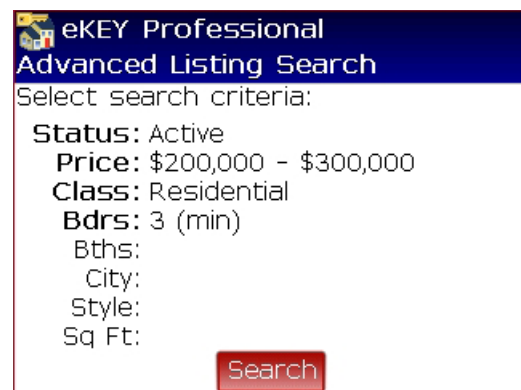 eKEY Professional
Advanced Listing Search
Select search criteria:
Status: Active
Price: $200,000 - $300,000
Class: Residential
Bdrs: 3 (min)
Bths:
City:
Style:
Sq Ft:
Search